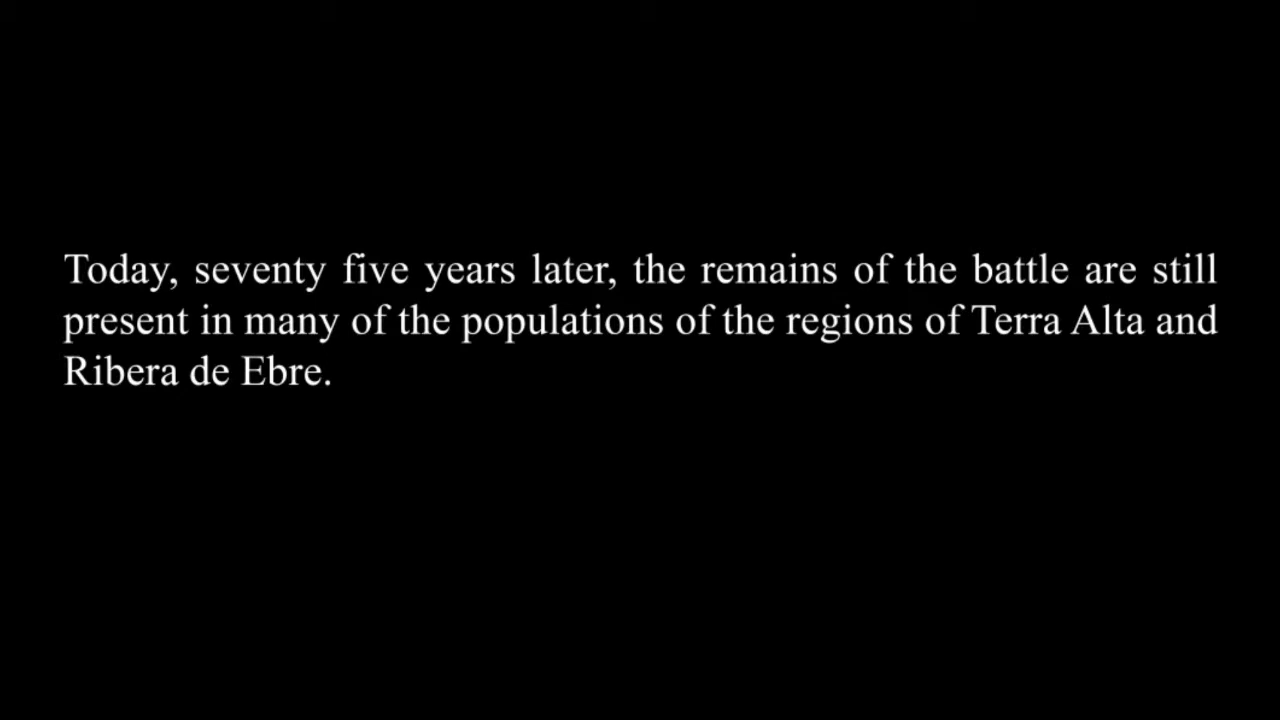 Today, seventy five years later, the remains of the battle are still
present in many of the populations of the regions of Terra Alta and
Ribera de Ebre.